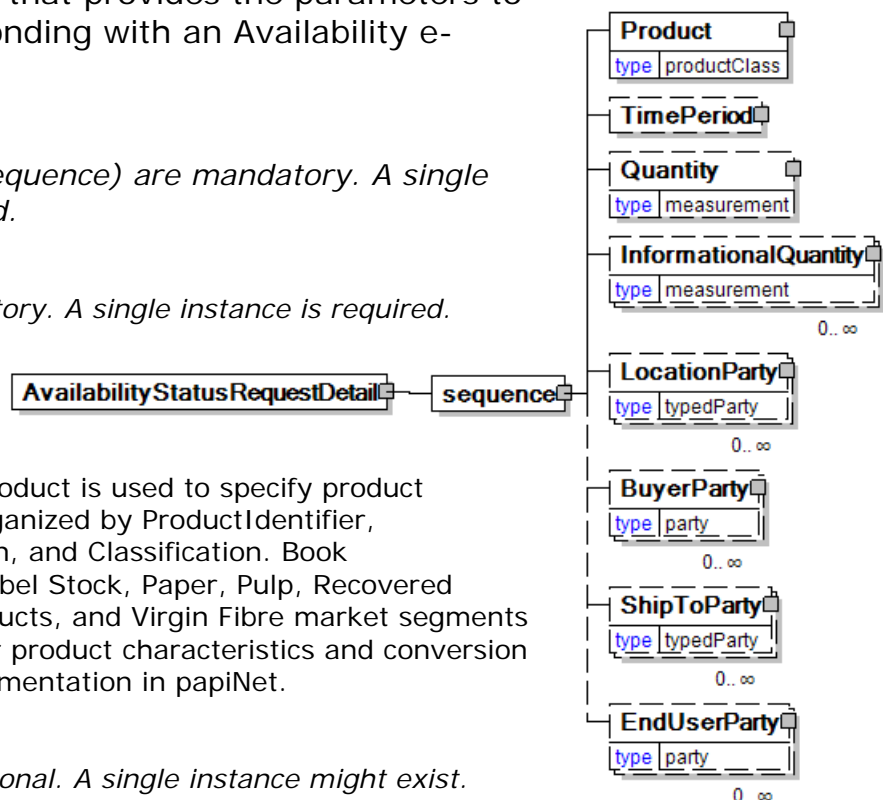 that provides the parameters to
onding with an Availability e-
equence) are mandatory. A single
d.
tory. A single instance is required.
oduct is used to specify product
ganized by ProductIdentifier,
n, and Classification. Book
bel Stock, Paper, Pulp, Recovered
ducts, and Virgin Fibre market segments
r product characteristics and conversion
mentation in papiNet.
ional. A single instance might exist.
AvailabilityStatusRequestDetail
sequence
Product
type productClass
TimePeriod
Quantity
type measurement
InformationalQuantity
type measurement
0.. ∞
LocationParty
type typedParty
0.. ∞
BuyerParty
type party
0.. ∞
ShipToParty
type typedParty
0.. ∞
EndUserParty
type party
0.. ∞